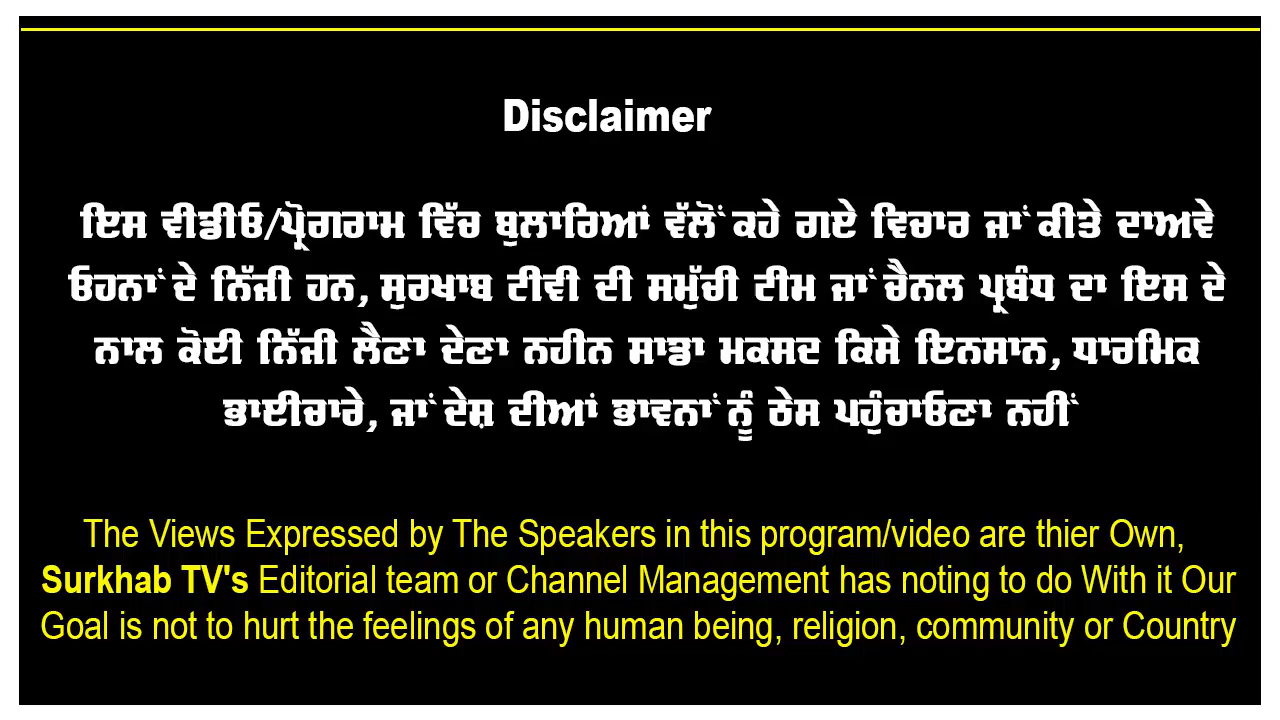 Disclaimer
ਇਸ ਵੀਡੀਓ/ਪ੍ਰੋਗਰਾਮ ਵਿੱਚ ਬੁਲਾਰਿਆਂ ਵੱਲੋਂ ਕਹੇ ਗਏ ਵਿਚਾਰ ਜਾਂ ਕੀਤੇ ਦਾਅਵੇ
ਓਹਨਾਂ ਦੇ ਨਿੱਜੀ ਹਨ, ਸੁਰਖਾਬ ਟੀਵੀ ਦੀ ਸਮੁੱਚੀ ਟੀਮ ਜਾਂ ਚੈਨਲ ਪ੍ਰਬੰਧ ਦਾ ਇਸ ਦੇ
ਨਾਲ ਕੋਈ ਨਿੱਜੀ ਲੈਣਾ ਦੇਣਾ ਨਹੀਨ ਸਾਡਾ ਮਕਸਦ ਕਿਸੇ ਇਨਸਾਨ, ਧਾਰਮਿਕ
ਭਾਈਚਾਰੇ, ਜਾਂ ਦੇਸ਼ ਦੀਆਂ ਭਾਵਨਾਂ ਨੂੰ ਠੇਸ ਪਹੁੰਚਾਓਣਾ ਨਹੀਂ
The Views Expressed by The Speakers in this program/video are thier Own,
Surkhab TV's Editorial team or Channel Management has noting to do With it Our
Goal is not to hurt the feelings of any human being, religion, community or Country